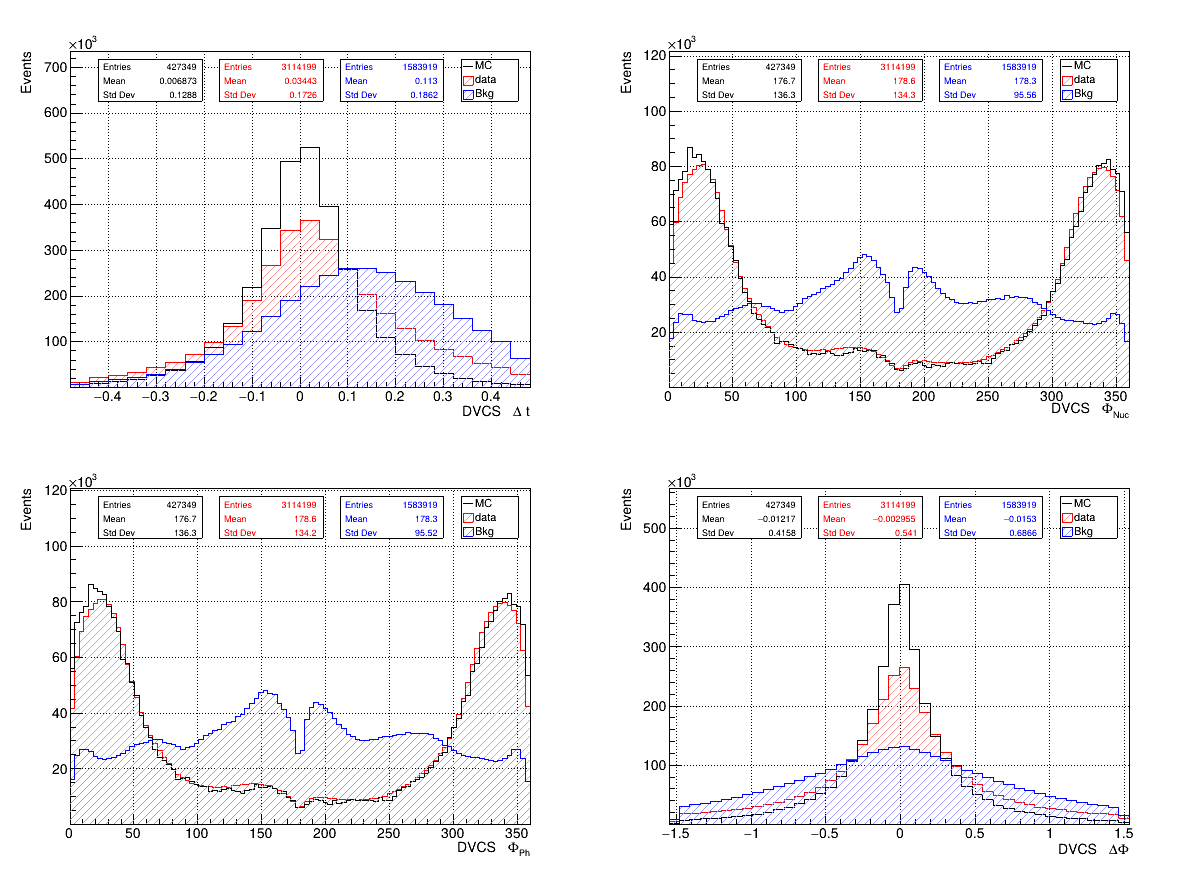 ×10³
Events
700
600
500
400
300
200
100
Entries 427349
Mean 0.006873
Std Dev 0.1288
Entries 3114199
Mean 0.03443
Std Dev 0.1726
Entries 1583919
Mean 0.113
Std Dev 0.1862
MC
data
Bkg
−0.4 −0.3 −0.2 −0.1 0 0.1 0.2 0.3 0.4
DVCS Δ t
×10³
Events
120
100
80
60
40
20
Entries 427349
Mean 176.7
Std Dev 136.3
Entries 3114199
Mean 178.6
Std Dev 134.3
Entries 1583919
Mean 178.3
Std Dev 95.56
MC
data
Bkg
0 50 100 150 200 250 300 350
DVCS Φ_Nuc
×10³
Events
120
100
80
60
40
20
Entries 427349
Mean 176.7
Std Dev 136.3
Entries 3114199
Mean 178.6
Std Dev 134.2
Entries 1583919
Mean 178.3
Std Dev 95.52
MC
data
Bkg
0 50 100 150 200 250 300 350
DVCS Φ_Ph
×10³
Events
500
400
300
200
100
Entries 427349
Mean −0.01217
Std Dev 0.4158
Entries 3114199
Mean −0.002955
Std Dev 0.541
Entries 1583919
Mean −0.0153
Std Dev 0.6866
MC
data
Bkg
−1.5 −1 −0.5 0 0.5 1 1.5
DVCS ΔΦ